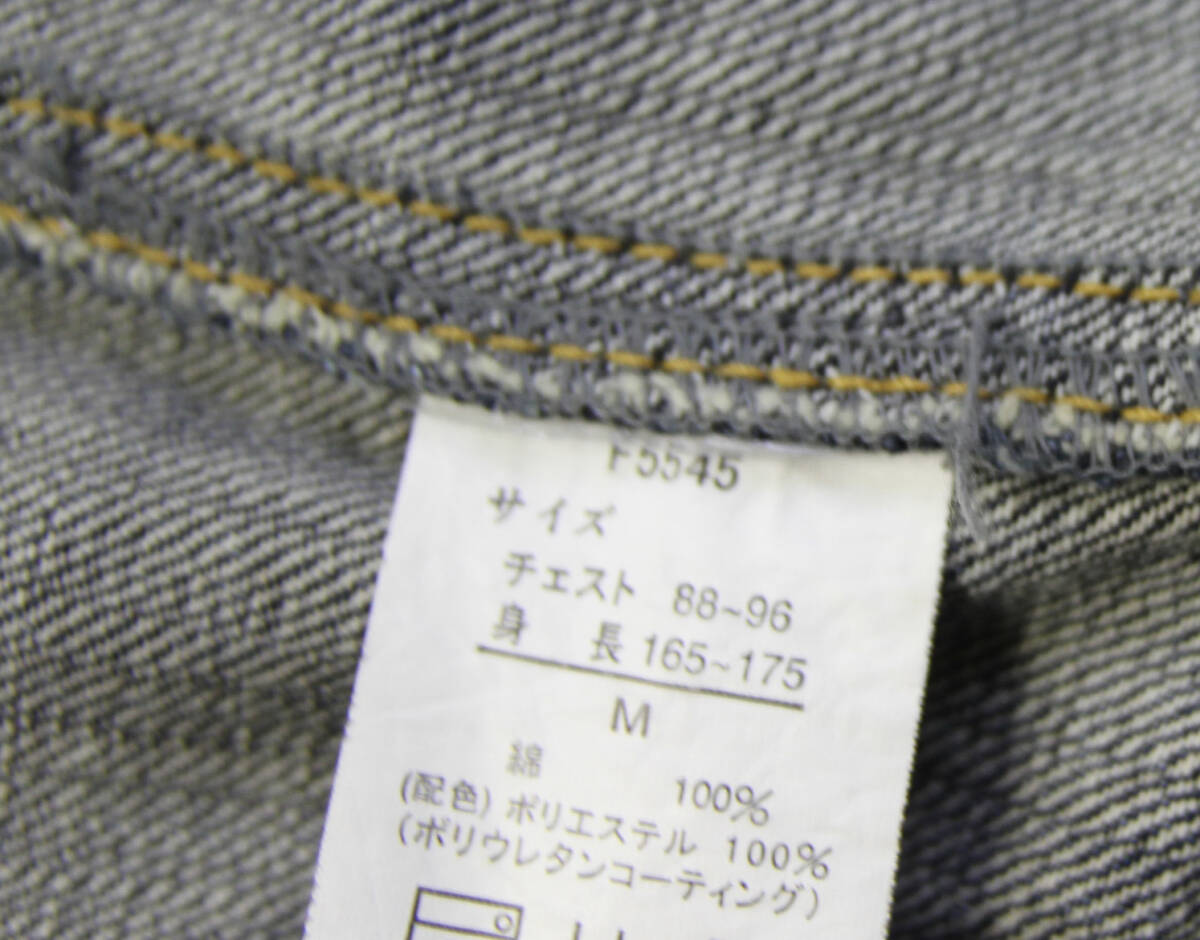 F5545
サイズ
チェスト 88~96
身 長 165~175
M
綿 100%
(配色) ポリエステル 100%
(ポリウレタンコーティング)